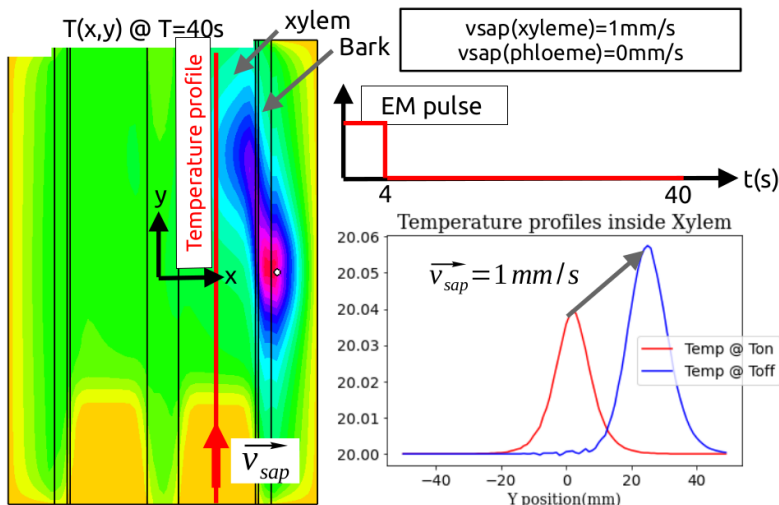 T(x,y) @ T=40s
xylem
Bark
Temperature profile
y
x
v_sap
vsap(xyleme)=1mm/s
vsap(phloeme)=0mm/s
EM pulse
4
40
t(s)
Temperature profiles inside Xylem
v_sap=1mm/s
Temp @ Ton
Temp @ Toff
20.06
20.05
20.04
20.03
20.02
20.01
20.00
−40 −20 0 20 40
Y position(mm)